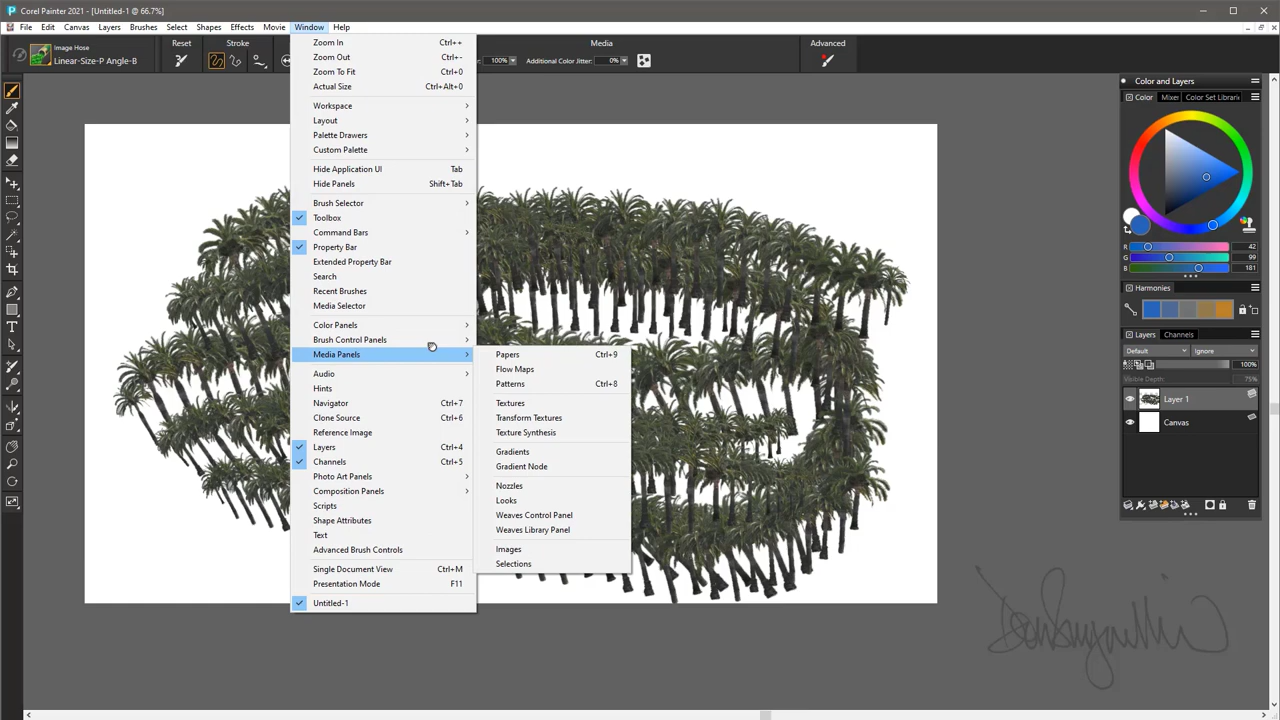 Corel Painter 2021 - [Untitled-1 @ 66.7%]
File Edit Canvas Layers Brushes Select Shapes Effects Movie Window Help
Image Hose
Linear-Size-P Angle-B
Reset
Stroke
Media
Advanced
100%
Additional Color Jitter: 0%
Zoom In Ctrl++
Zoom Out Ctrl+-
Zoom To Fit Ctrl+0
Actual Size Ctrl+Alt+0
Workspace
Layout
Palette Drawers
Custom Palette
Hide Application UI Tab
Hide Panels Shift+Tab
Brush Selector
Toolbox
Command Bars
Property Bar
Extended Property Bar
Search
Recent Brushes
Media Selector
Color Panels
Brush Control Panels
Media Panels
Audio
Hints
Navigator Ctrl+7
Clone Source Ctrl+6
Reference Image
Layers Ctrl+4
Channels Ctrl+5
Photo Art Panels
Composition Panels
Scripts
Shape Attributes
Text
Advanced Brush Controls
Single Document View Ctrl+M
Presentation Mode F11
Untitled-1
Papers Ctrl+9
Flow Maps
Patterns Ctrl+8
Textures
Transform Textures
Texture Synthesis
Gradients
Gradient Node
Nozzles
Looks
Weaves Control Panel
Weaves Library Panel
Images
Selections
Color and Layers
Color Mixer Color Set Librari
R 42
G 99
B 181
Harmonies
Layers Channels
Default Ignore
100%
Visible Depth: 75%
Layer 1
Canvas